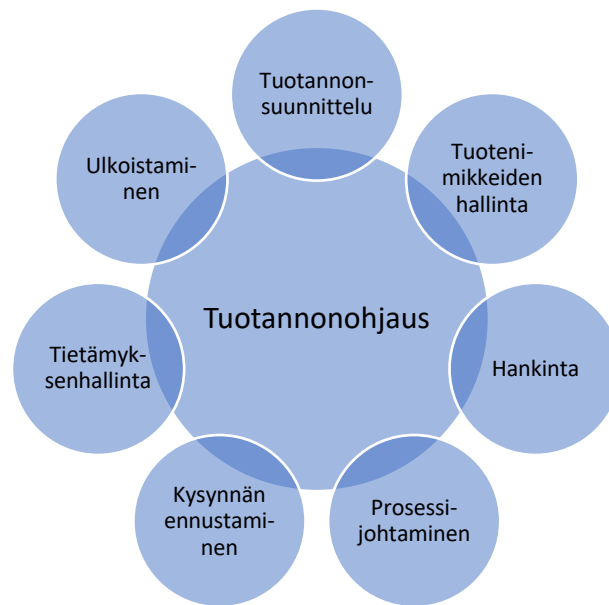 Tuotannon-
suunnittelu
Tuoteni-
mikkeiden
hallinta
Hankinta
Prosessi-
johtaminen
Kysynnän
ennustami-
nen
Tietämyk-
senhallinta
Ulkoistami-
nen
Tuotannonohjaus